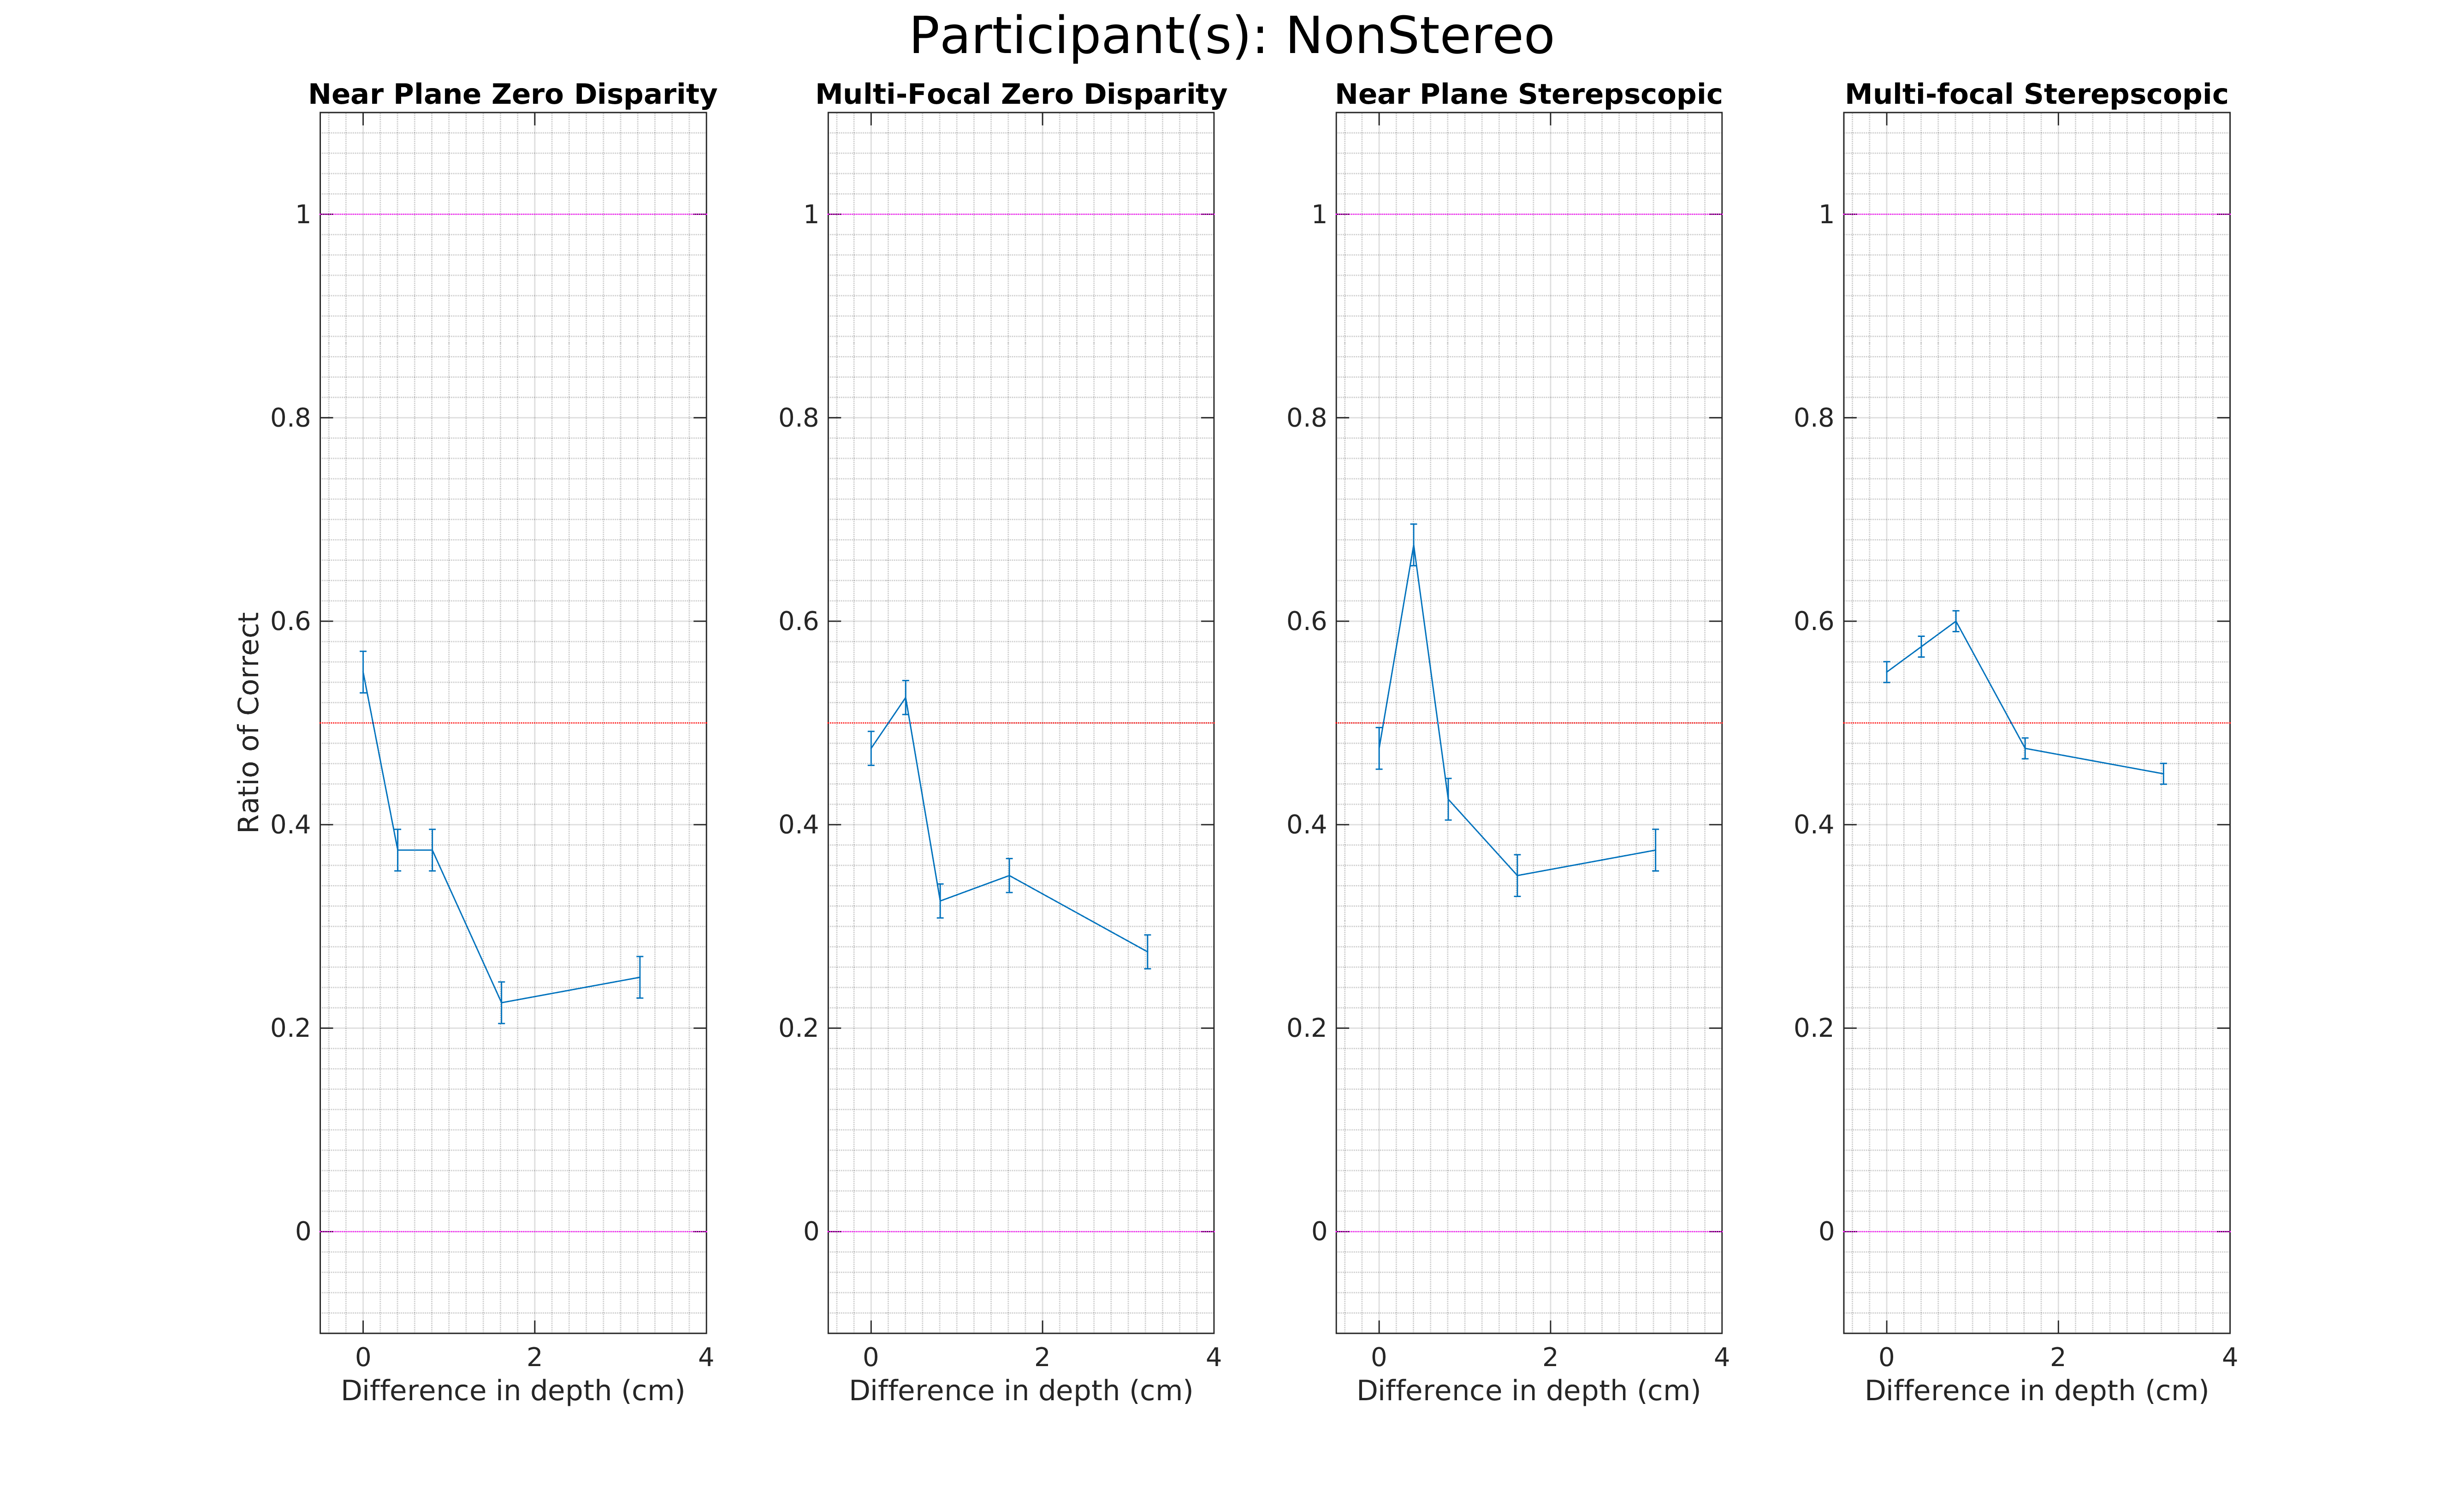 Participant(s): NonStereo
Near Plane Zero Disparity
Multi-Focal Zero Disparity
Near Plane Sterepscopic
Multi-focal Sterepscopic
Ratio of Correct
1
0.8
0.6
0.4
0.2
0
0 2 4
Difference in depth (cm)
1
0.8
0.6
0.4
0.2
0
0 2 4
Difference in depth (cm)
1
0.8
0.6
0.4
0.2
0
0 2 4
Difference in depth (cm)
1
0.8
0.6
0.4
0.2
0
0 2 4
Difference in depth (cm)